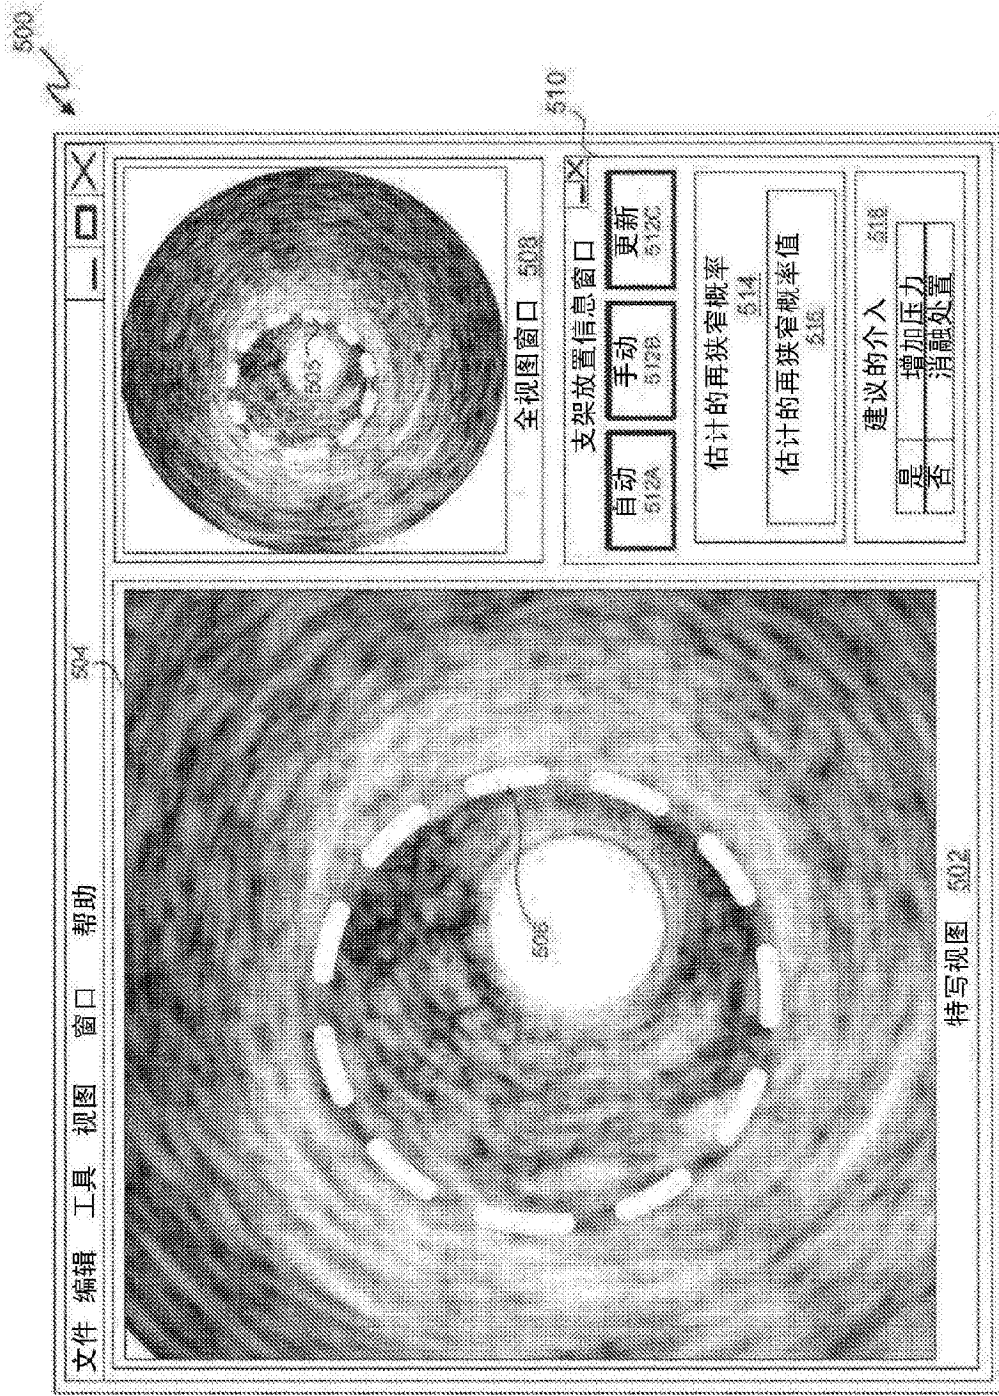 500
文件 编辑 工具 视图 窗口 帮助
504
506
特写视图 502
全视图窗口 508
510
支架放置信息窗口
自动 手动 更新
512A 512B 512C
估计的再狭窄概率
514
估计的再狭窄概率值
516
建议的介入 518
是 增加压力
否 消融处置